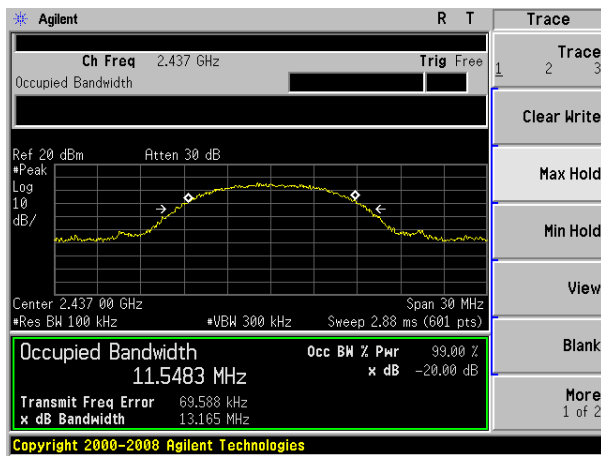 Agilent R T Trace
Ch Freq 2.437 GHz Trig Free
Occupied Bandwidth
Trace
1 2 3
Clear Write
Max Hold
Min Hold
View
Blank
More
1 of 2
Ref 20 dBm Atten 30 dB
#Peak
Log
10
dB/
Center 2.437 00 GHz Span 30 MHz
#Res BW 100 kHz #VBW 300 kHz Sweep 2.88 ms (601 pts)
Occupied Bandwidth
11.5483 MHz
Occ BW % Pwr 99.00 %
x dB -20.00 dB
Transmit Freq Error 69.588 kHz
x dB Bandwidth 13.165 MHz
Copyright 2000-2008 Agilent Technologies